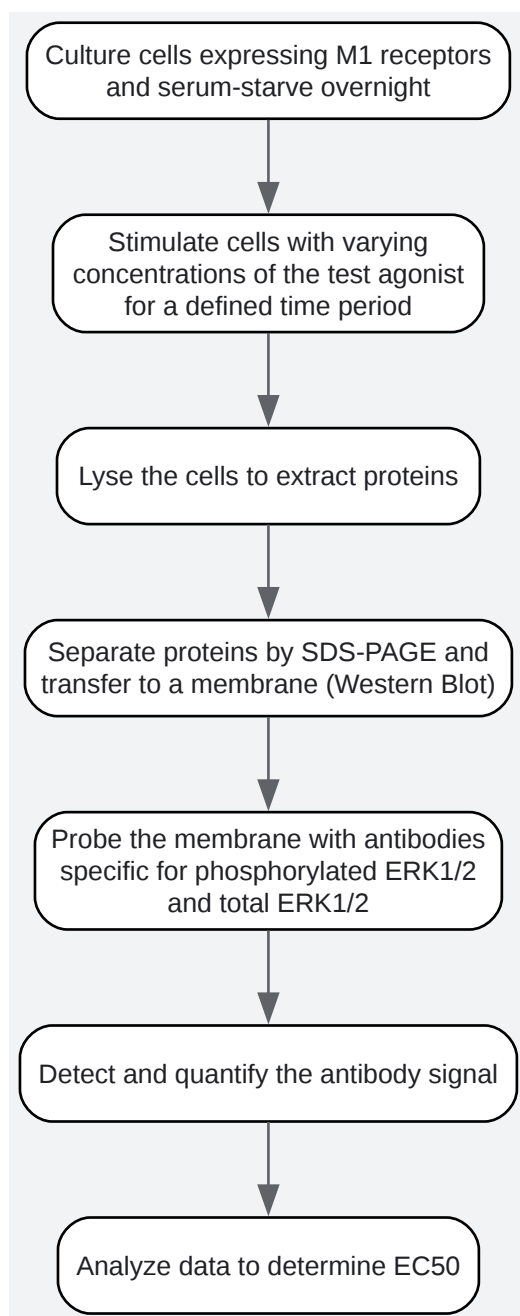 Culture cells expressing M1 receptors
and serum-starve overnight
Stimulate cells with varying
concentrations of the test agonist
for a defined time period
Lyse the cells to extract proteins
Separate proteins by SDS-PAGE and
transfer to a membrane (Western Blot)
Probe the membrane with antibodies
specific for phosphorylated ERK1/2
and total ERK1/2
Detect and quantify the antibody signal
Analyze data to determine EC50